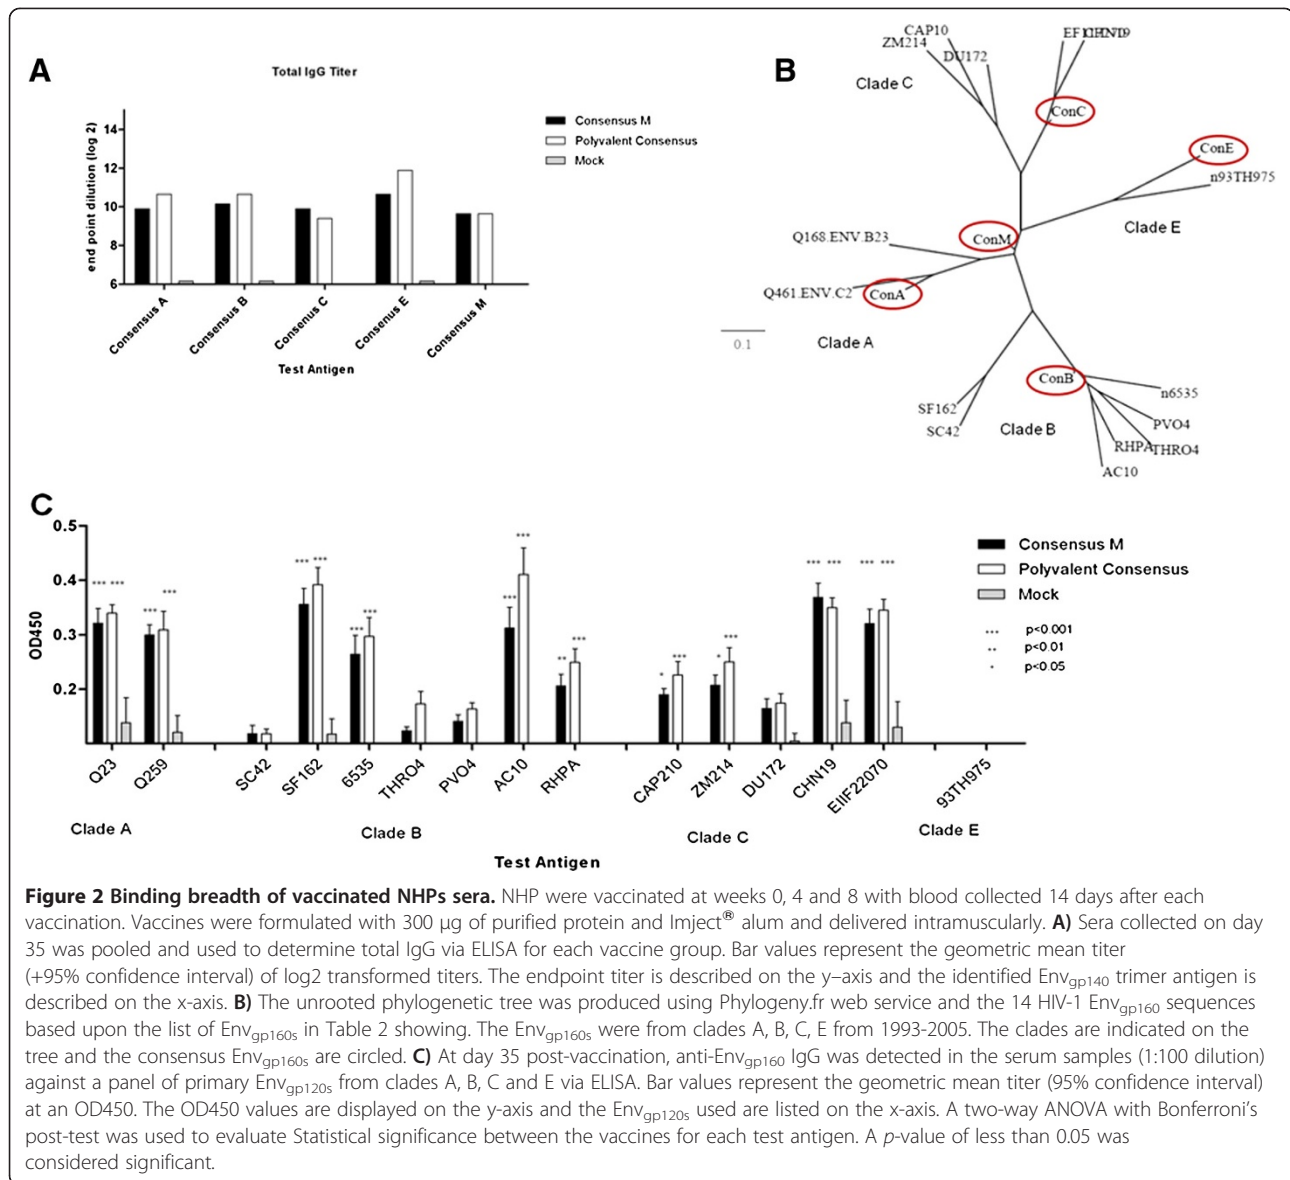 A
Total IgG Titer
end point dilution (log 2)
14
12
10
8
6
Consensus A
Consensus B
Consenus C
Consensus E
Consensus M
Test Antigen
Consensus M
Polyvalent Consensus
Mock
B
CAP10
ZM214
DU172
Clade C
CHN19
ConC
ConE
n93TH975
Clade E
ConM
Q168.ENV.B23
Q461.ENV.C2
ConA
Clade A
0.1
ConB
SF162
SC42
Clade B
n6535
PVO4
RHPA
THRO4
AC10
C
OD450
0.5
0.4
0.3
0.2
*** *** *** *** *** *** *** *** *** *** ** *** * *** * *** *** *** *** ***
Q23
Q259
SC42
SF162
6535
THRO4
PVO4
AC10
RHPA
CAP210
ZM214
DU172
CHN19
EIIF22070
93TH975
Clade A
Clade B
Clade C
Clade E
Test Antigen
Consensus M
Polyvalent Consensus
Mock
*** p<0.001
** p<0.01
* p<0.05
Figure 2 Binding breadth of vaccinated NHPs sera. NHP were vaccinated at weeks 0, 4 and 8 with blood collected 14 days after each
vaccination. Vaccines were formulated with 300 μg of purified protein and Imject® alum and delivered intramuscularly. A) Sera collected on day
35 was pooled and used to determine total IgG via ELISA for each vaccine group. Bar values represent the geometric mean titer
(+95% confidence interval) of log2 transformed titers. The endpoint titer is described on the y–axis and the identified Envgp140 trimer antigen is
described on the x-axis. B) The unrooted phylogenetic tree was produced using Phylogeny.fr web service and the 14 HIV-1 Envgp160 sequences
based upon the list of Envgp160s in Table 2 showing. The Envgp160s were from clades A, B, C, E from 1993-2005. The clades are indicated on the
tree and the consensus Envgp160s are circled. C) At day 35 post-vaccination, anti-Envgp160 IgG was detected in the serum samples (1:100 dilution)
against a panel of primary Envgp120s from clades A, B, C and E via ELISA. Bar values represent the geometric mean titer (95% confidence interval)
at an OD450. The OD450 values are displayed on the y-axis and the Envgp120s used are listed on the x-axis. A two-way ANOVA with Bonferroni's
post-test was used to evaluate Statistical significance between the vaccines for each test antigen. A p-value of less than 0.05 was
considered significant.